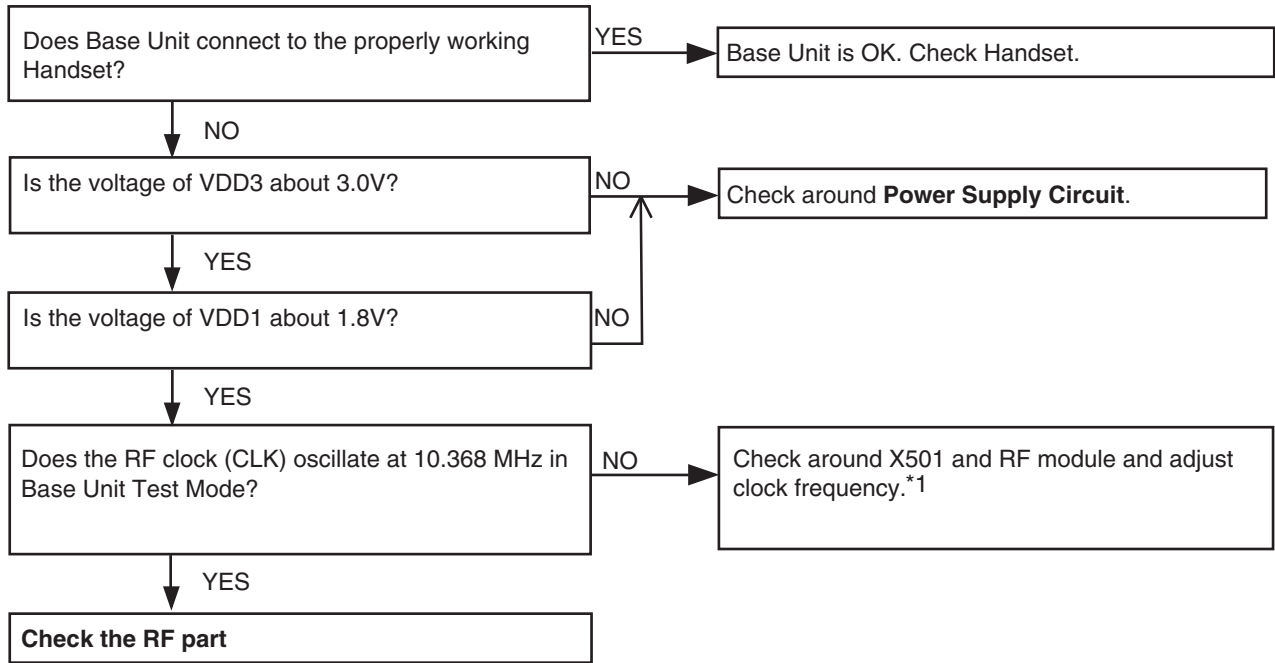 Does Base Unit connect to the properly working
Handset?
YES
Base Unit is OK. Check Handset.
NO
Is the voltage of VDD3 about 3.0V?
NO
Check around Power Supply Circuit.
YES
Is the voltage of VDD1 about 1.8V?
NO
YES
Does the RF clock (CLK) oscillate at 10.368 MHz in
Base Unit Test Mode?
NO
Check around X501 and RF module and adjust
clock frequency.*1
YES
Check the RF part